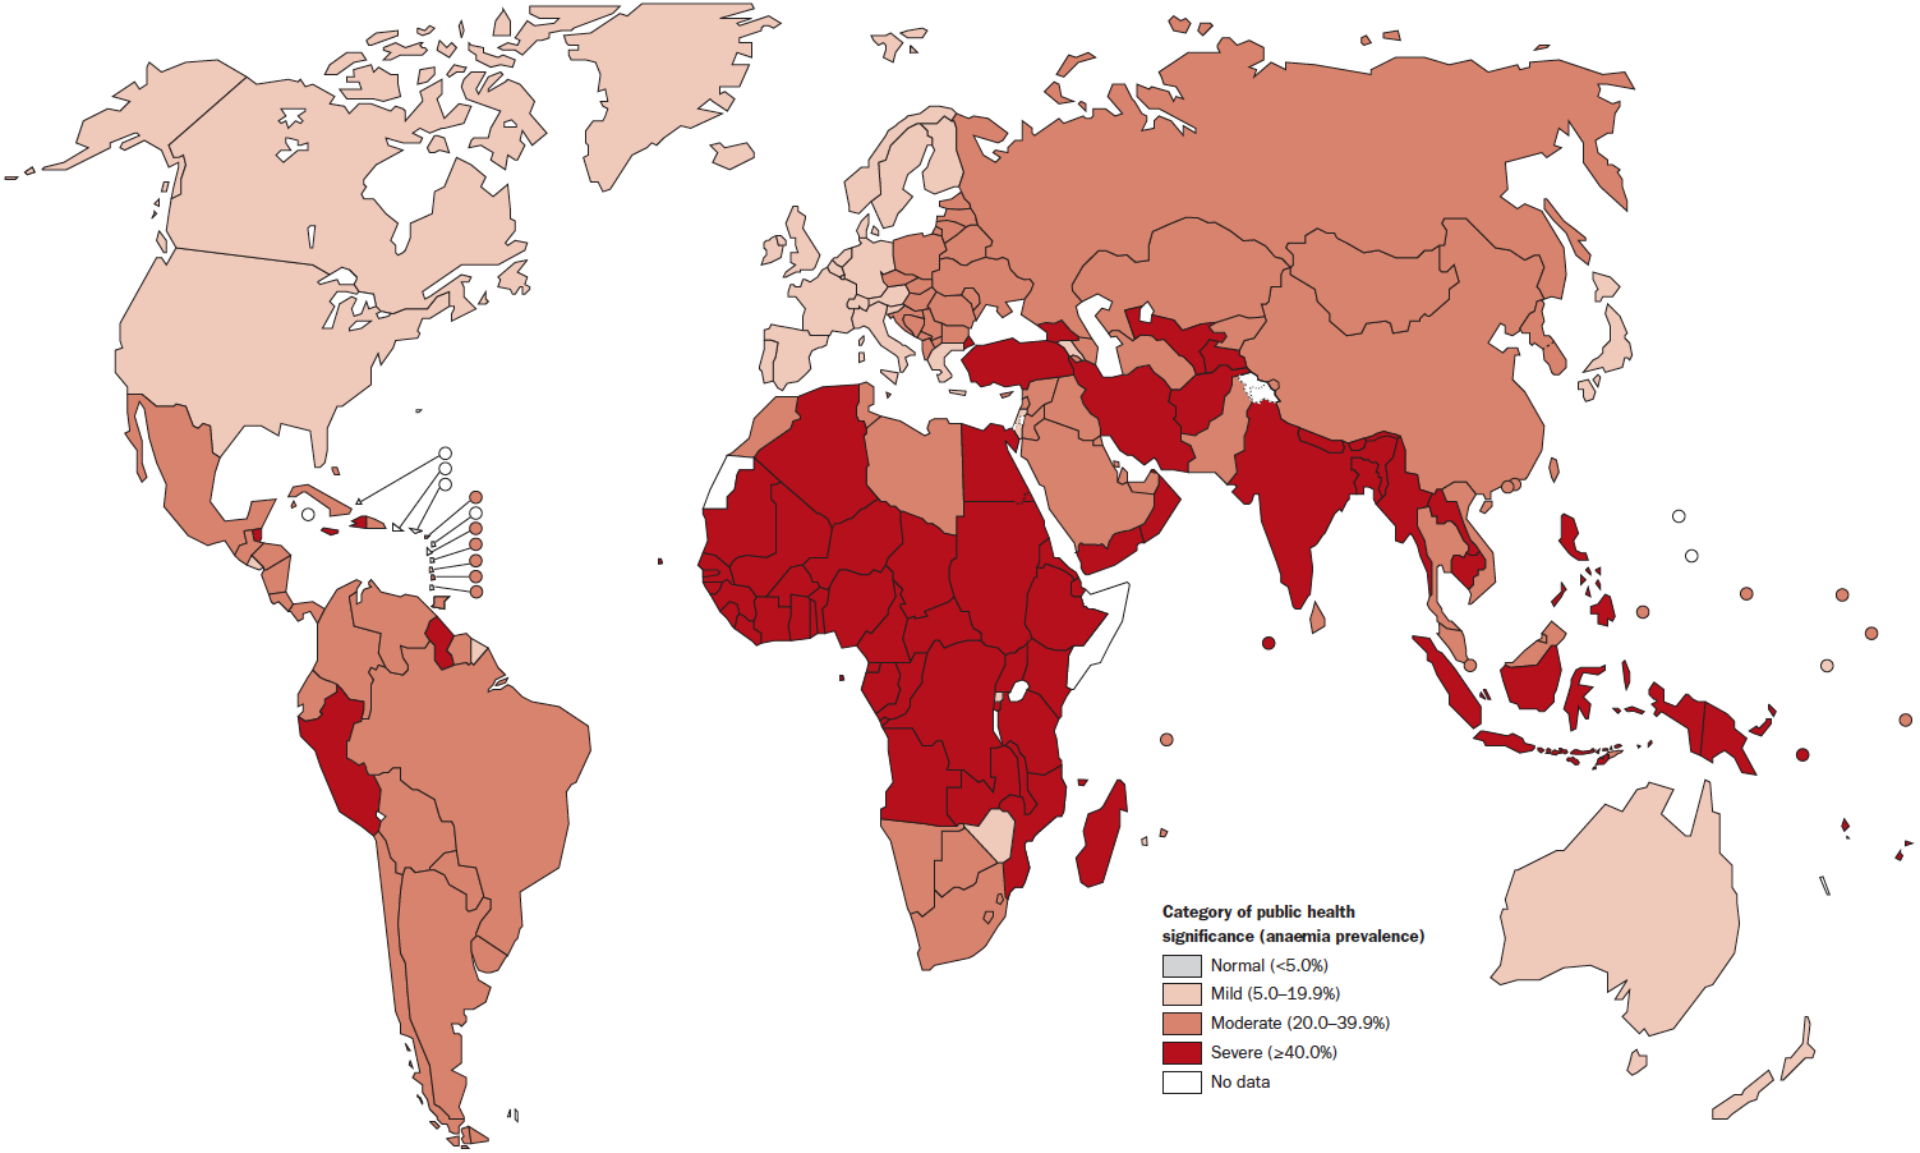 Category of public health
significance (anaemia prevalence)
Normal (<5.0%)
Mild (5.0–19.9%)
Moderate (20.0–39.9%)
Severe (≥40.0%)
No data